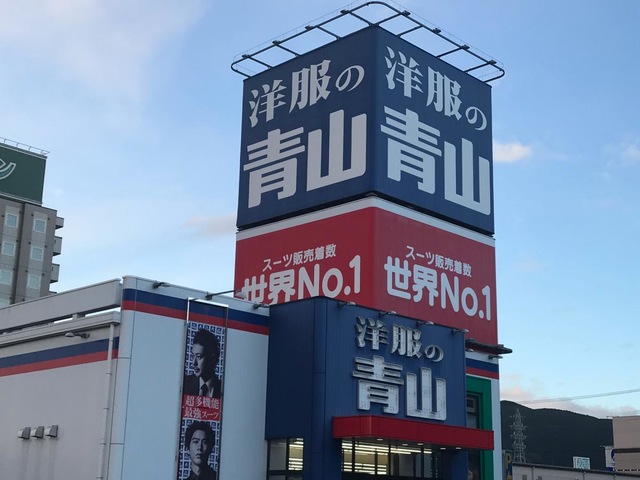 洋服の
青山
洋服の
青山
スーツ販売着数
世界No.1
スーツ販売着数
世界No.1
洋服の
青山
超多機能
最強スーツ